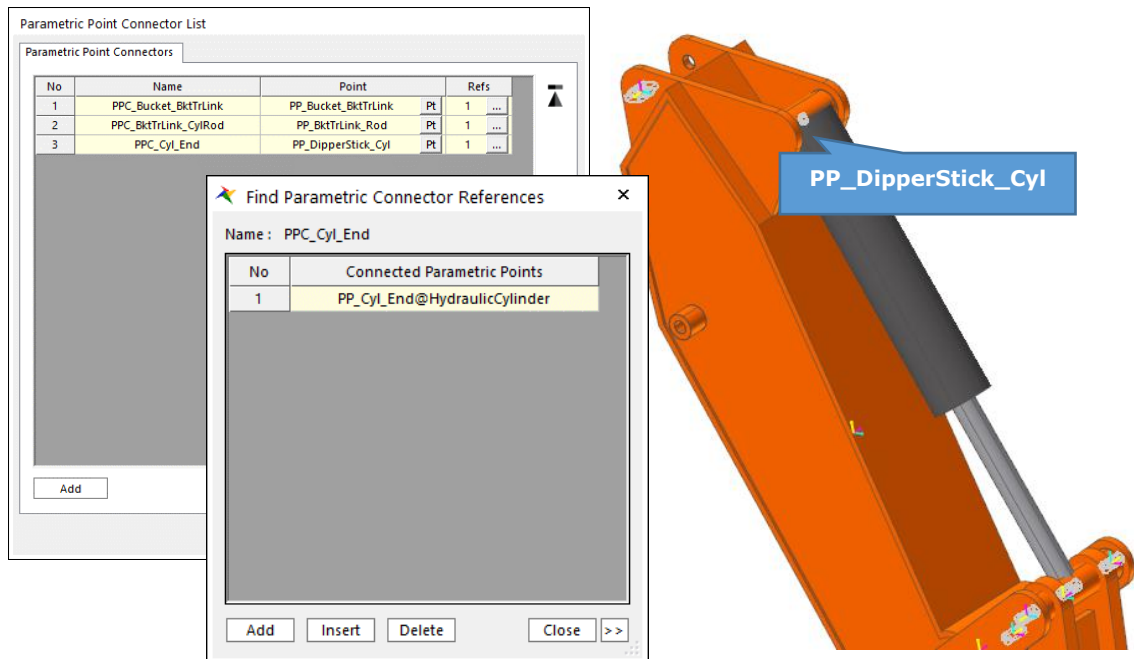 Parametric Point Connector List
Parametric Point Connectors
No Name Point Refs
1 PPC_Bucket_BktTrLink PP_Bucket_BktTrLink Pt 1 ...
2 PPC_BktTrLink_CylRod PP_BktTrLink_Rod Pt 1 ...
3 PPC_Cyl_End PP_DipperStick_Cyl Pt 1 ...
Add
Find Parametric Connector References
Name : PPC_Cyl_End
No Connected Parametric Points
1 PP_Cyl_End@HydraulicCylinder
Add Insert Delete Close >>
PP_DipperStick_Cyl